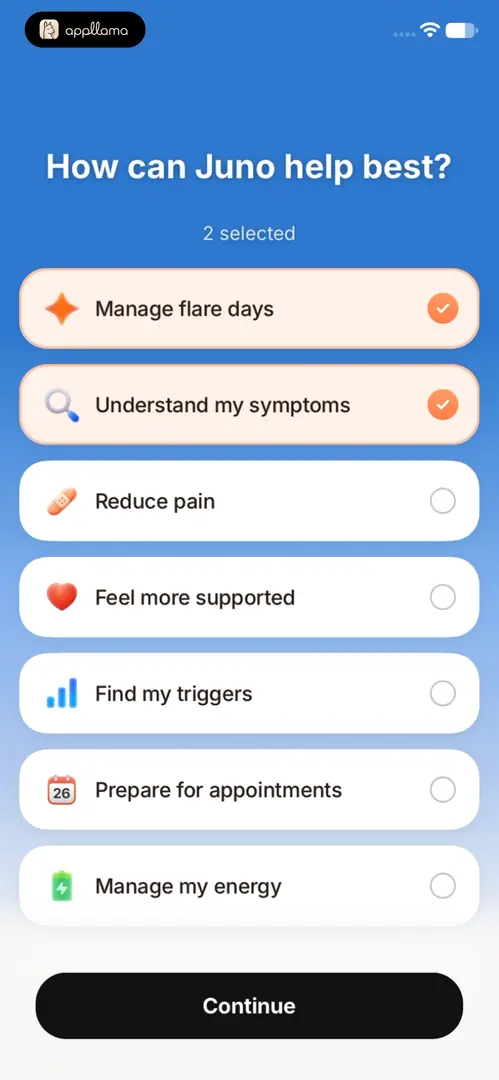 appllama
How can Juno help best?
2 selected
Manage flare days
Understand my symptoms
Reduce pain
Feel more supported
Find my triggers
26
Prepare for appointments
Manage my energy
Continue